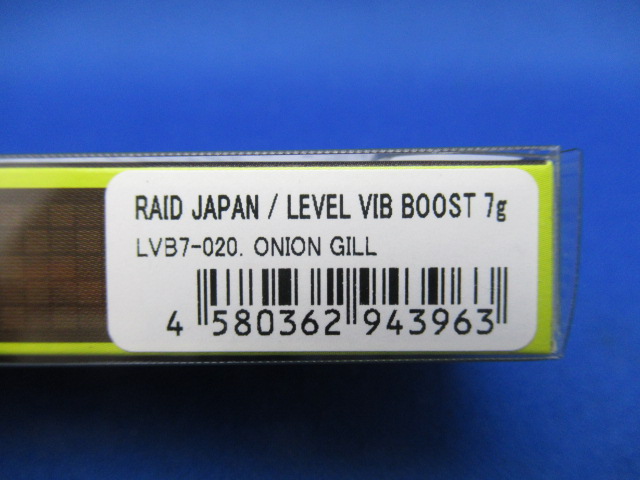 RAID JAPAN / LEVEL VIB BOOST 7g
LVB7-020. ONION GILL
4 580362 943963